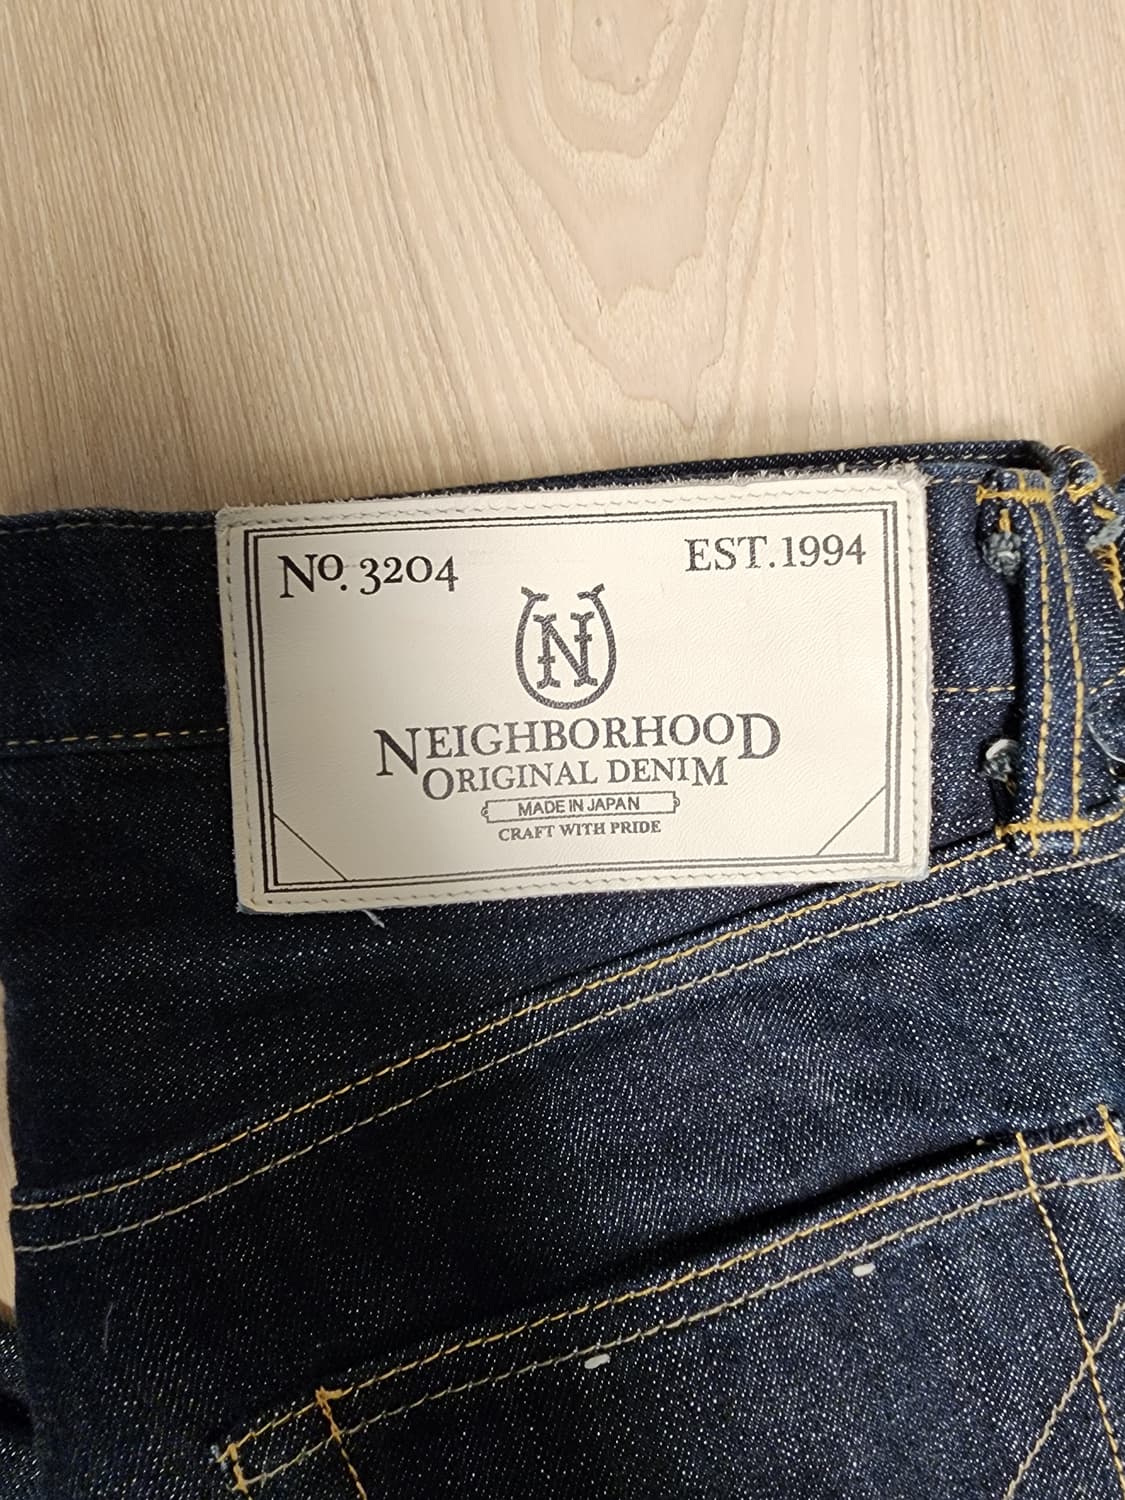 No. 3204
EST.1994
N
NEIGHBORHOOD
ORIGINAL DENIM
MADE IN JAPAN
CRAFT WITH PRIDE